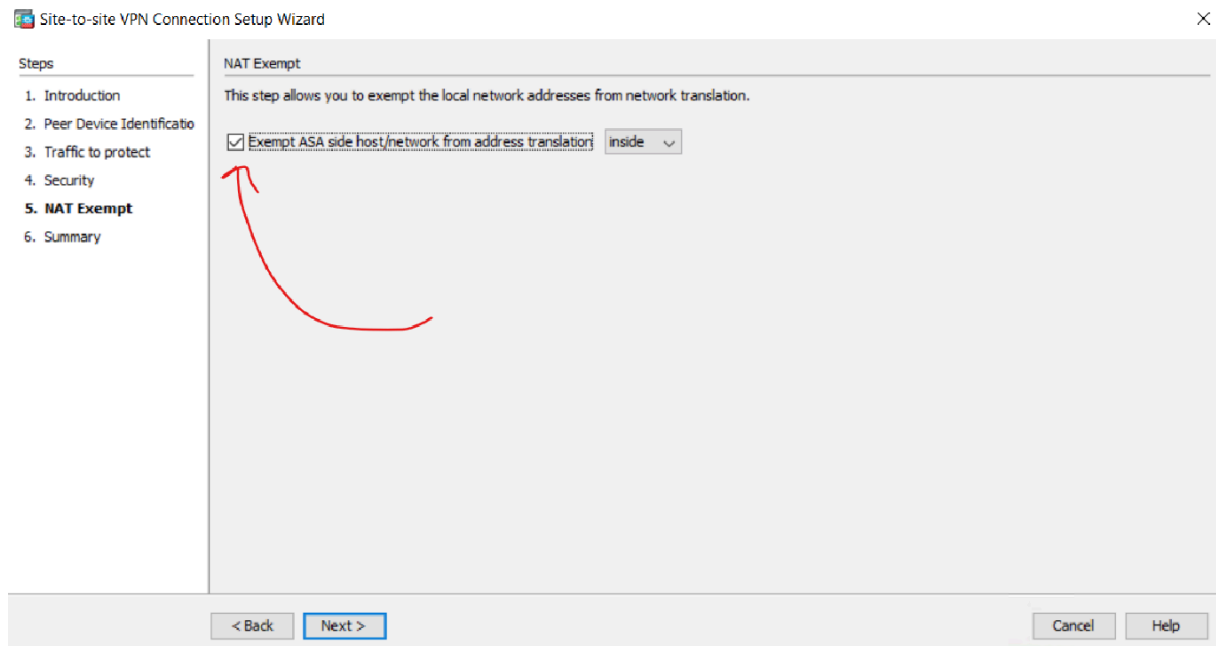 Site-to-site VPN Connection Setup Wizard
Steps
1. Introduction
2. Peer Device Identificatio
3. Traffic to protect
4. Security
5. NAT Exempt
6. Summary
NAT Exempt
This step allows you to exempt the local network addresses from network translation.
Exempt ASA side host/network from address translation inside
< Back Next > Cancel Help